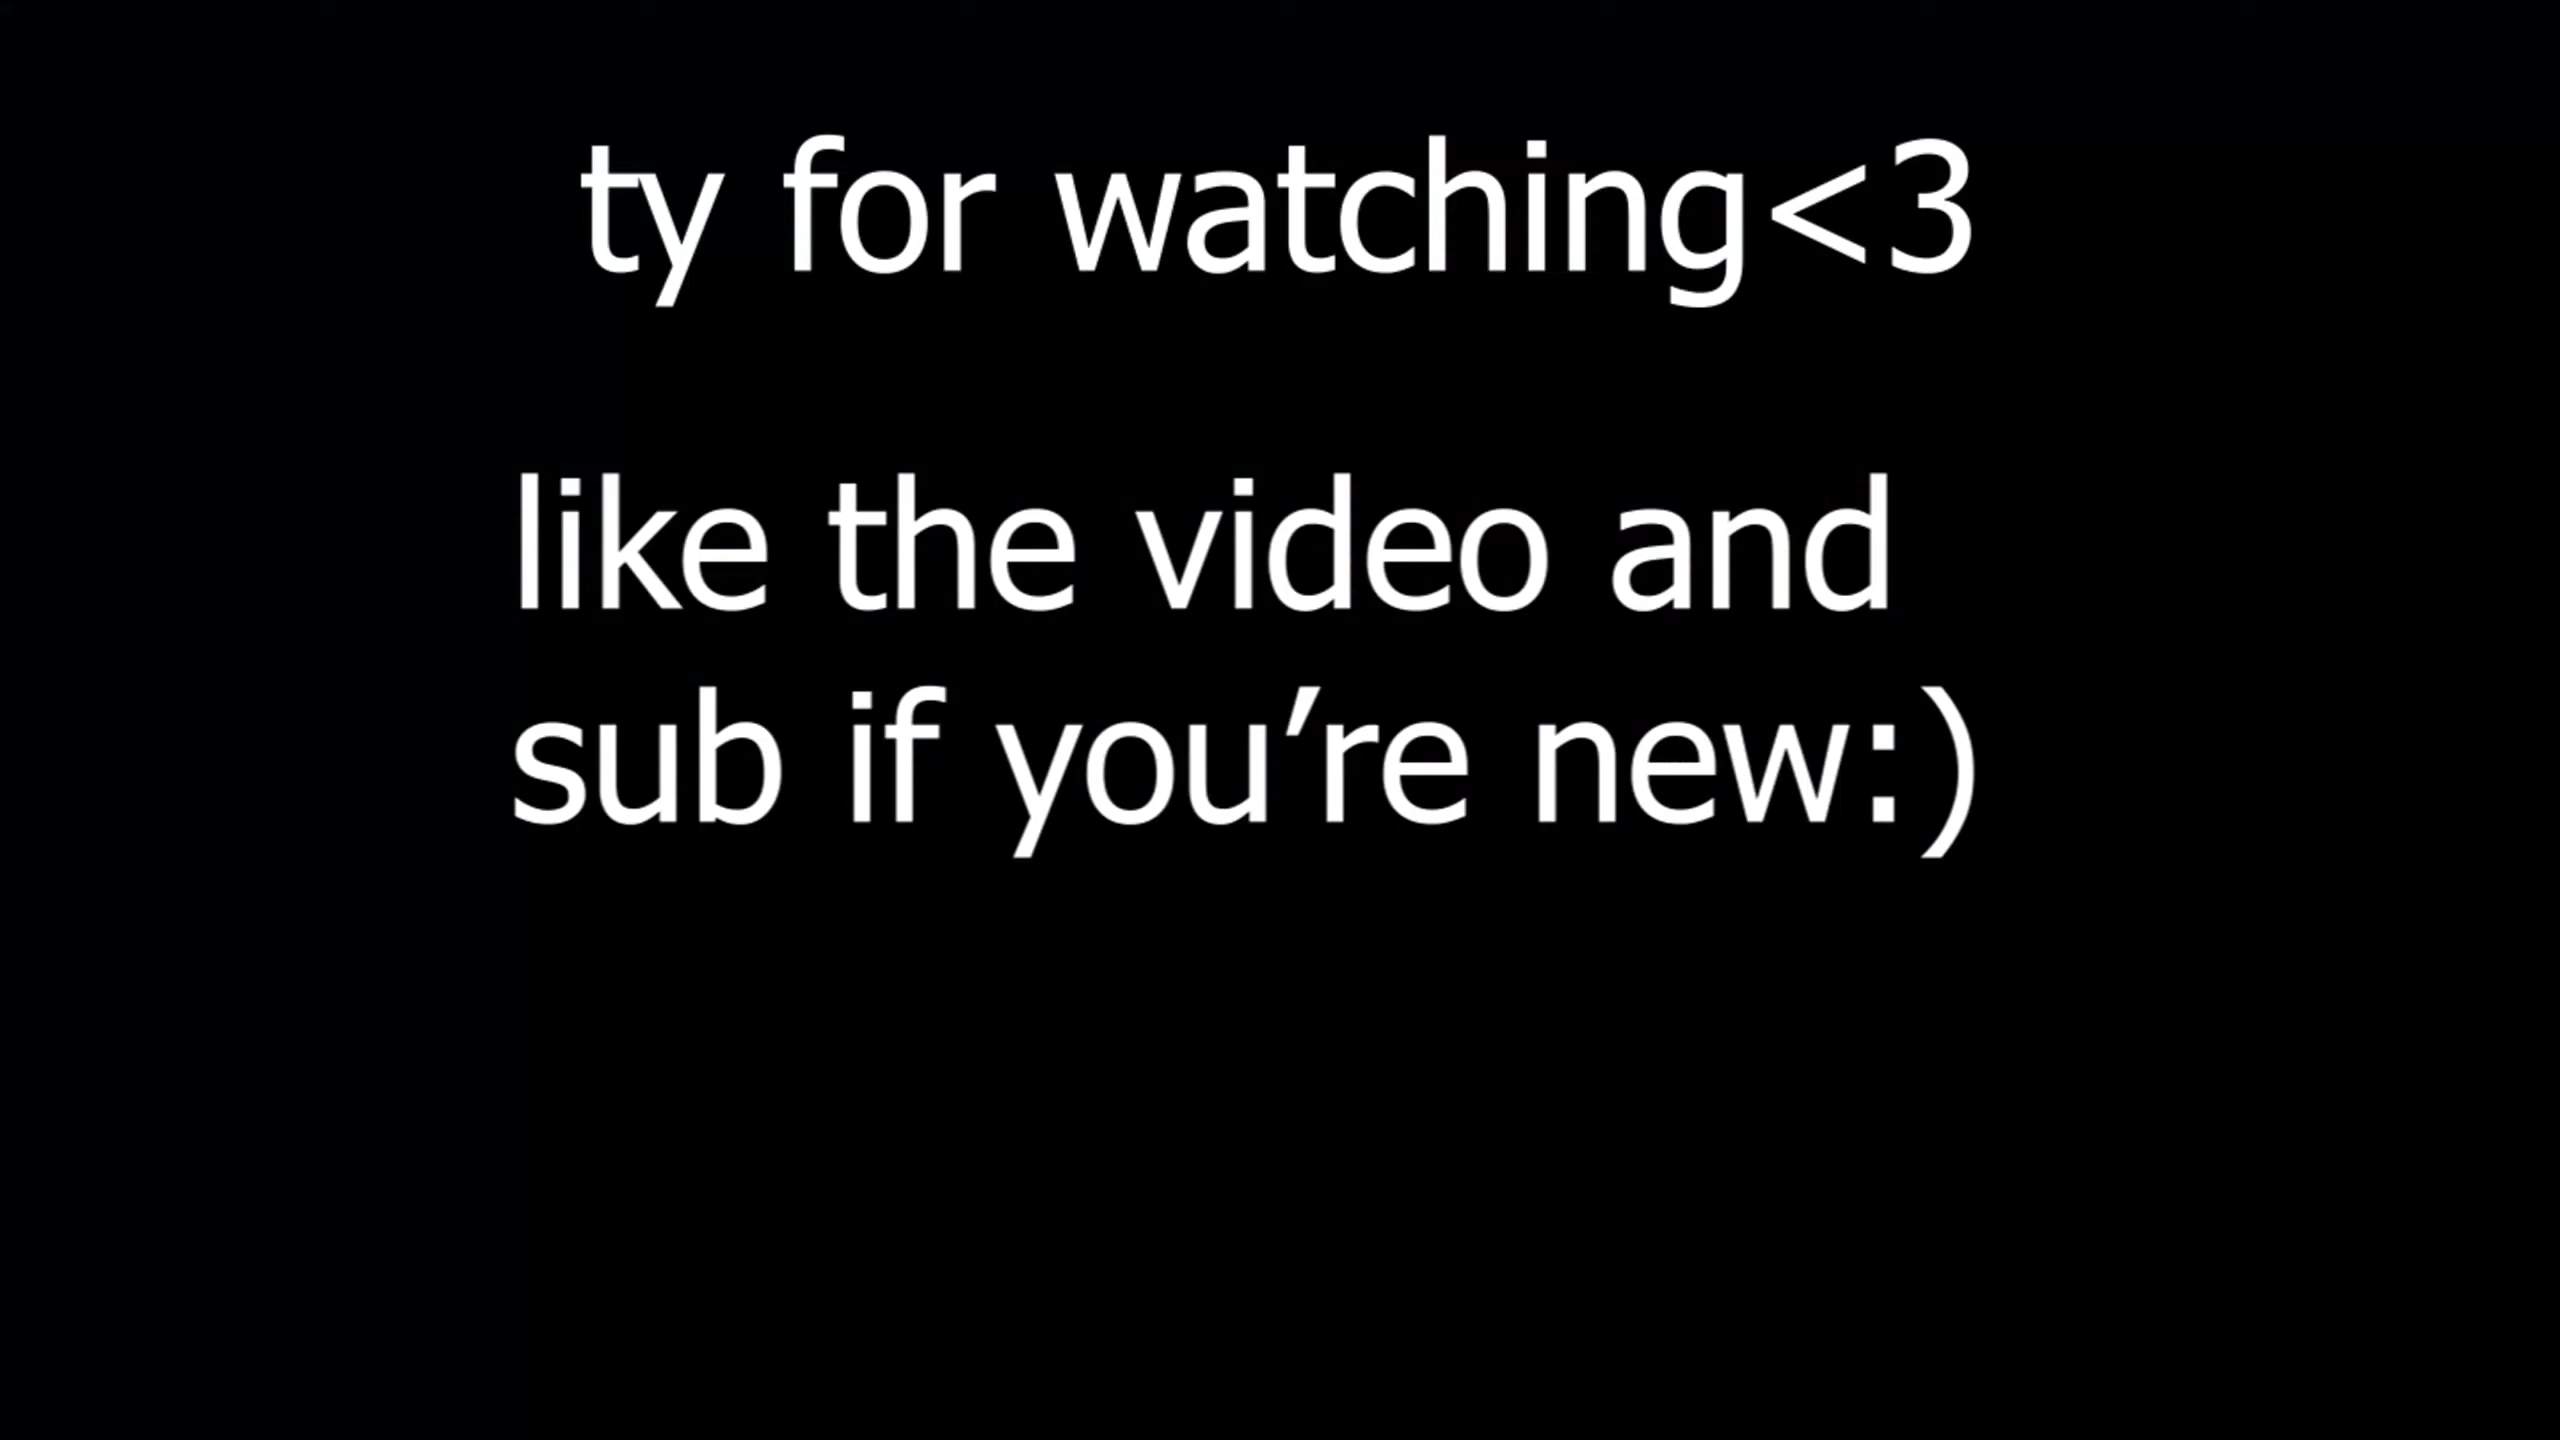 ty for watching<3
like the video and
sub if you’re new:)